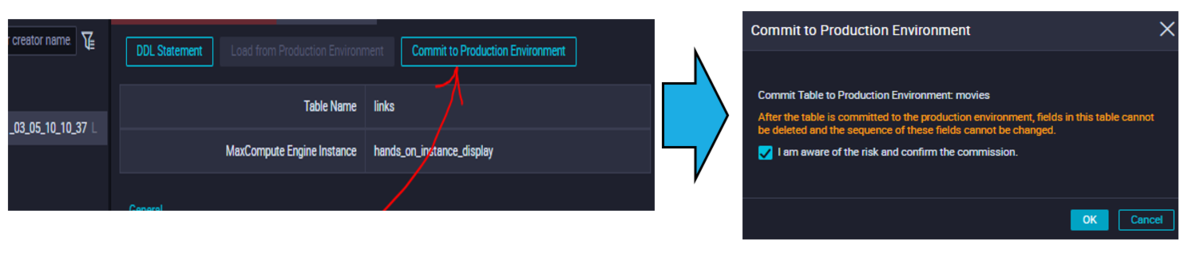 r creator name
DDL Statement
Load from Production Environment
Commit to Production Environment
Table Name
links
_03_05_10_10_37 L
MaxCompute Engine Instance
hands_on_instance_display
General
Commit to Production Environment
Commit Table to Production Environment: movies
After the table is committed to the production environment, fields in this table cannot
be deleted and the sequence of these fields cannot be changed.
I am aware of the risk and confirm the commission.
OK
Cancel